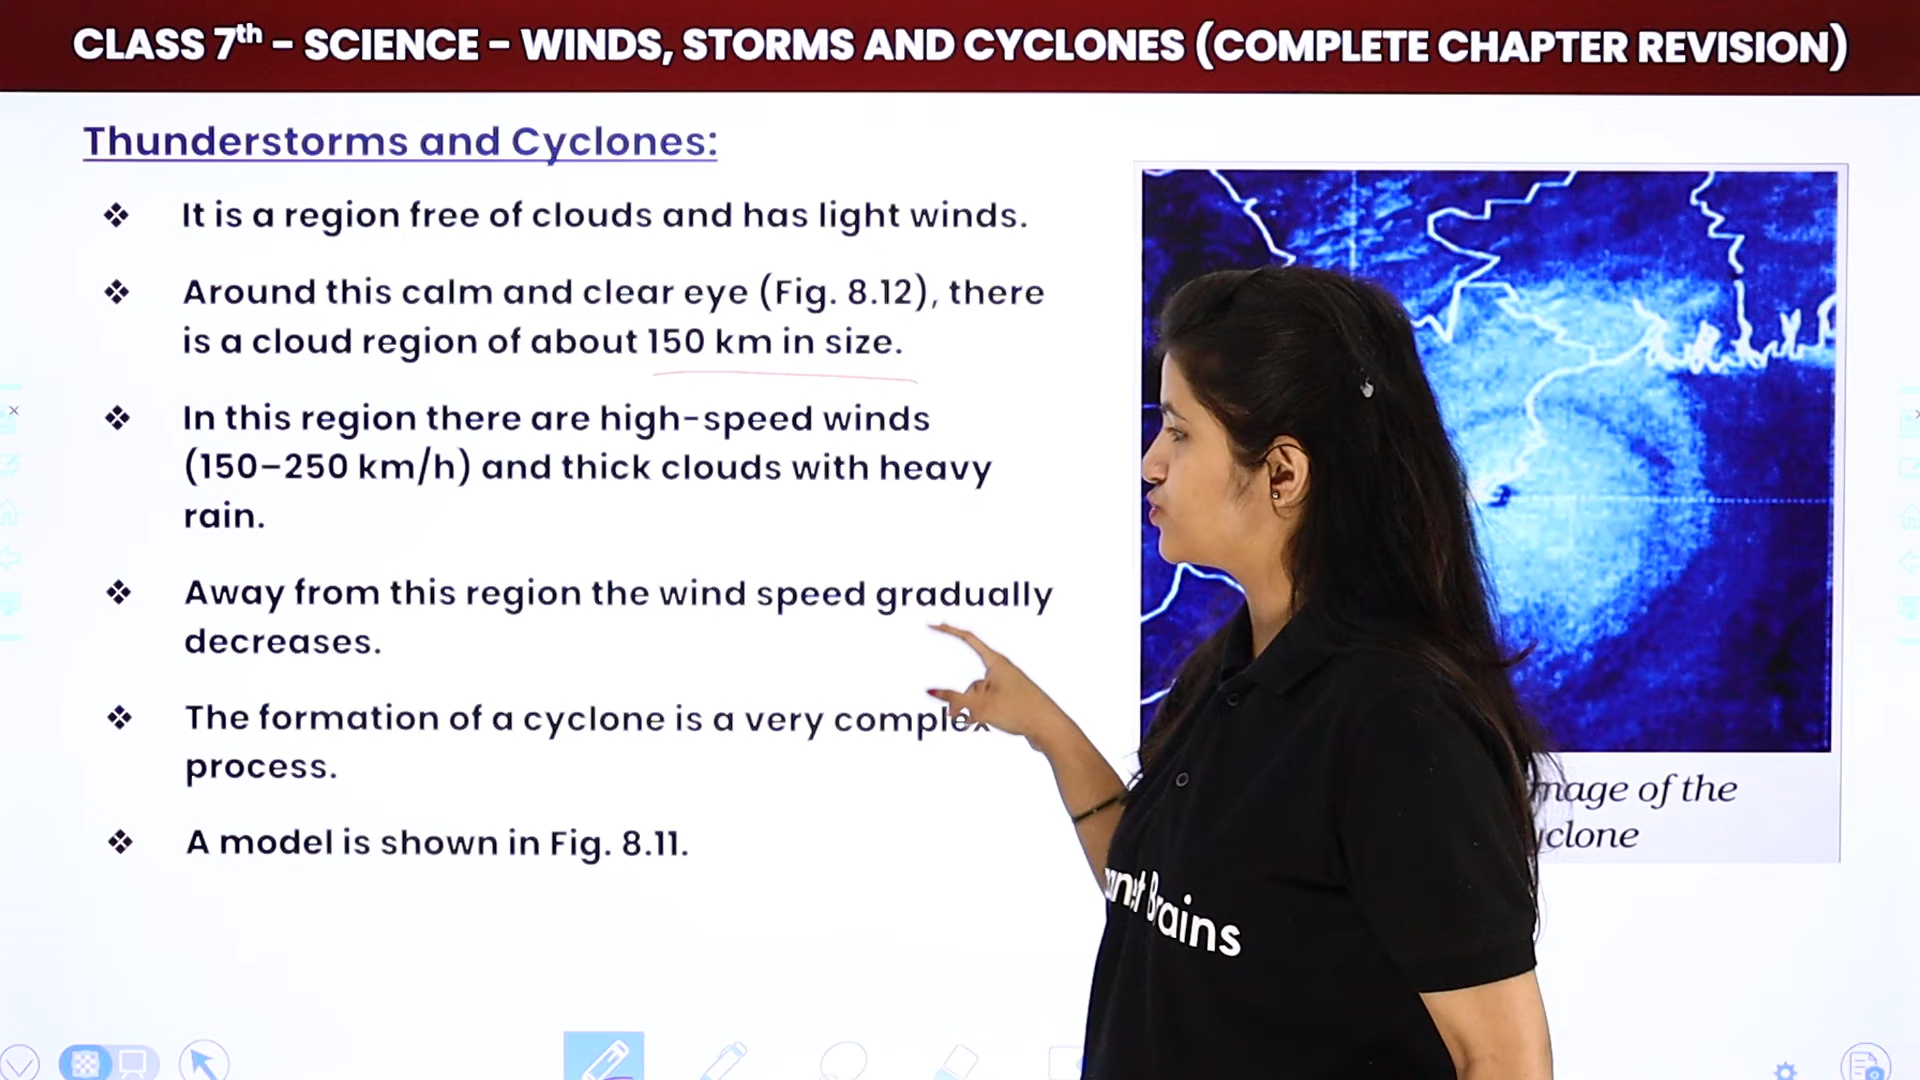 CLASS 7th – SCIENCE – WINDS, STORMS AND CYCLONES (COMPLETE CHAPTER REVISION)
Thunderstorms and Cyclones:
❖ It is a region free of clouds and has light winds.
❖ Around this calm and clear eye (Fig. 8.12), there
is a cloud region of about 150 km in size.
❖ In this region there are high-speed winds
(150–250 km/h) and thick clouds with heavy
rain.
❖ Away from this region the wind speed gradually
decreases.
❖ The formation of a cyclone is a very complex
process.
❖ A model is shown in Fig. 8.11.
of the
Brains